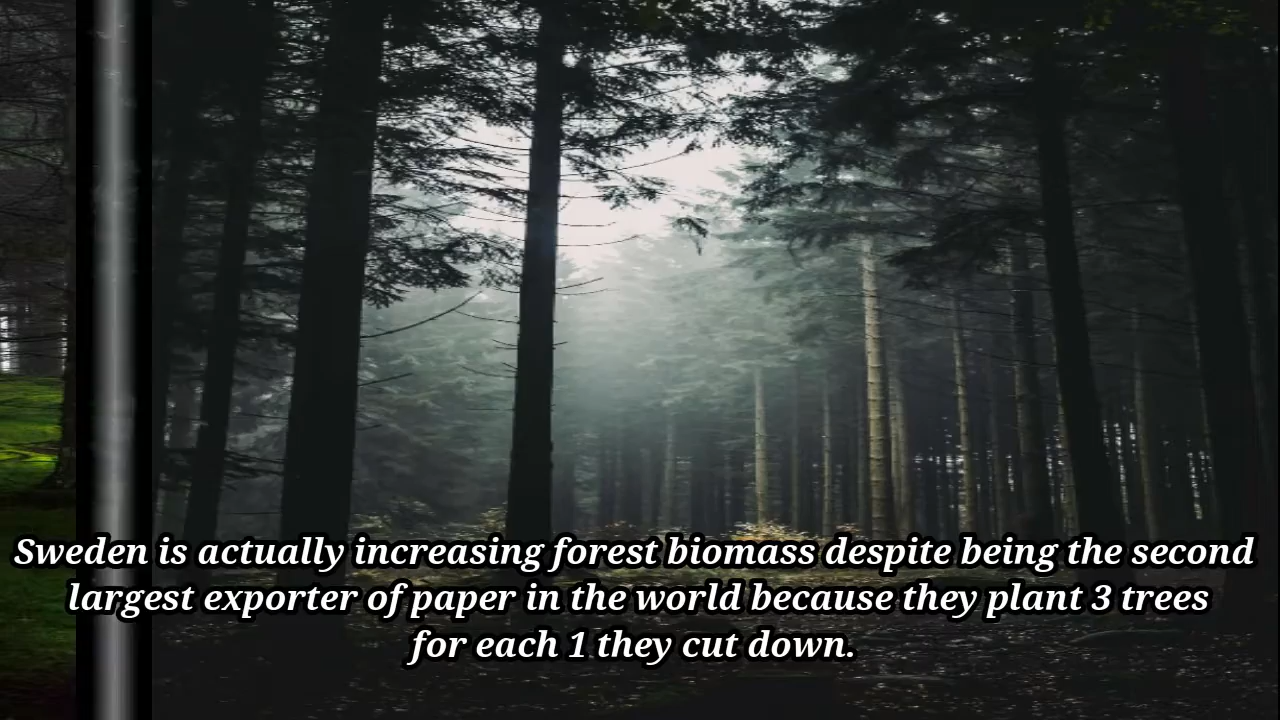 Sweden is actually increasing forest biomass despite being the second
largest exporter of paper in the world because they plant 3 trees
for each 1 they cut down.